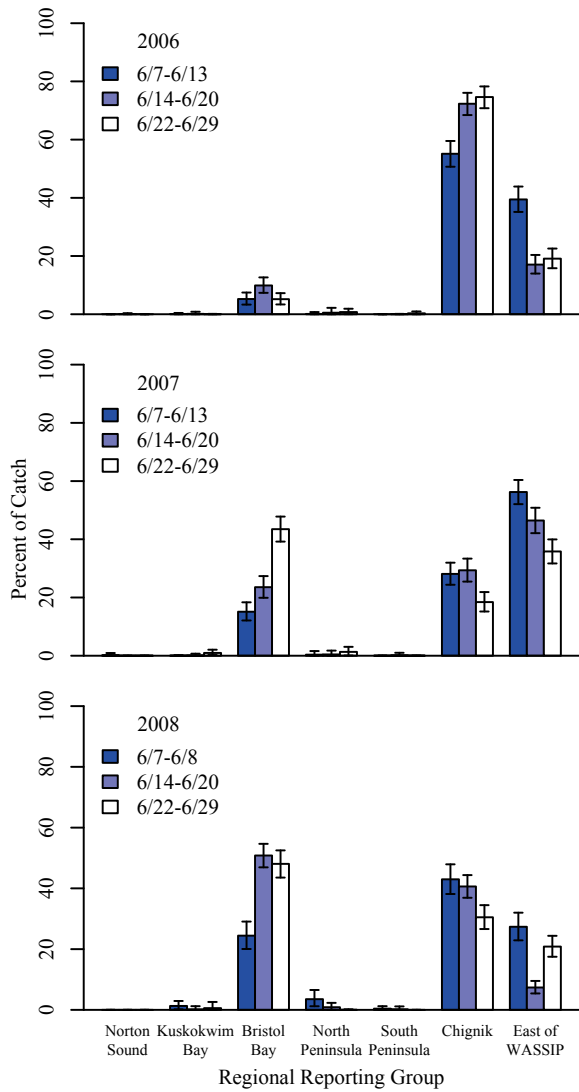 2006
6/7-6/13
6/14-6/20
6/22-6/29
0 20 40 60 80 100
2007
6/7-6/13
6/14-6/20
6/22-6/29
0 20 40 60 80 100
Percent of Catch
2008
6/7-6/8
6/14-6/20
6/22-6/29
0 20 40 60 80 100
Norton Kuskokwim Bristol North South Chignik East of
Sound Bay Bay Peninsula Peninsula WASSIP
Regional Reporting Group